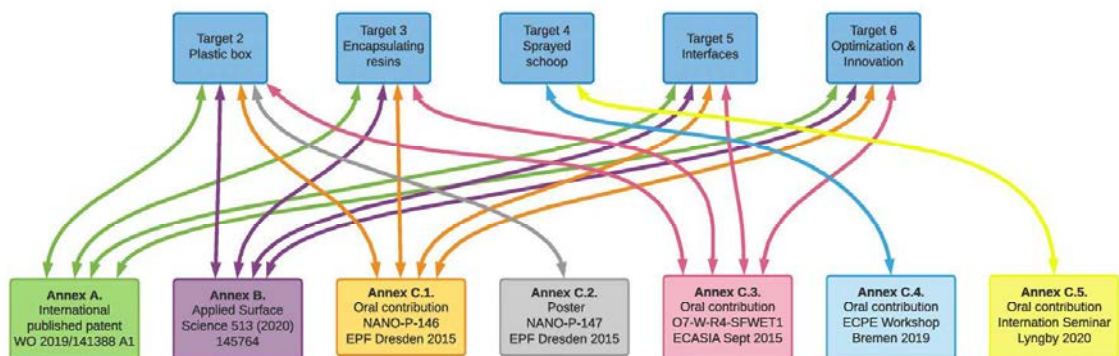 Target 2
Plastic box
Target 3
Encapsulating
resins
Target 4
Sprayed
schoop
Target 5
Interfaces
Target 6
Optimization &
Innovation
Annex A.
International
published patent
WO 2019/141388 A1
Annex B.
Applied Surface
Science 513 (2020)
145764
Annex C.1.
Oral contribution
NANO-P-146
EPF Dresden 2015
Annex C.2.
Poster
NANO-P-147
EPF Dresden 2015
Annex C.3.
Oral contribution
O7-W-R4-SFWET1
ECASIA Sept 2015
Annex C.4.
Oral contribution
ECPE Workshop
Bremen 2019
Annex C.5.
Oral contribution
Internation Seminar
Lyngby 2020